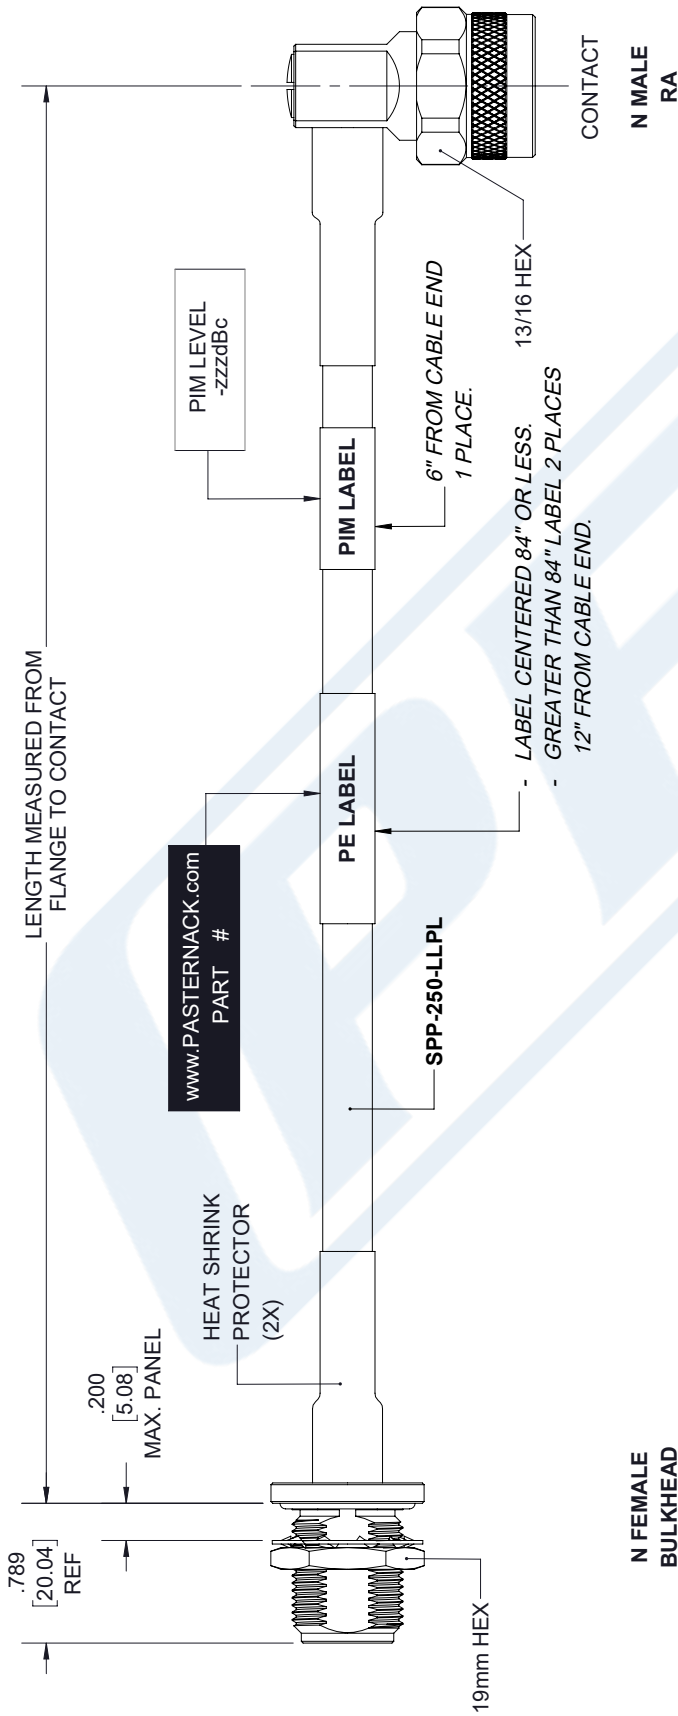 LENGTH MEASURED FROM
FLANGE TO CONTACT
.789
[20.04]
REF
.200
[5.08]
MAX. PANEL
HEAT SHRINK
PROTECTOR
(2X)
www.PASTERNACK.com
PART #
PIM LEVEL
-zzzdBc
PE LABEL
PIM LABEL
SPP-250-LLPL
6" FROM CABLE END
1 PLACE.
- LABEL CENTERED 84" OR LESS.
- GREATER THAN 84" LABEL 2 PLACES
12" FROM CABLE END.
19mm HEX
13/16 HEX
CONTACT
N FEMALE
BULKHEAD
N MALE
RA